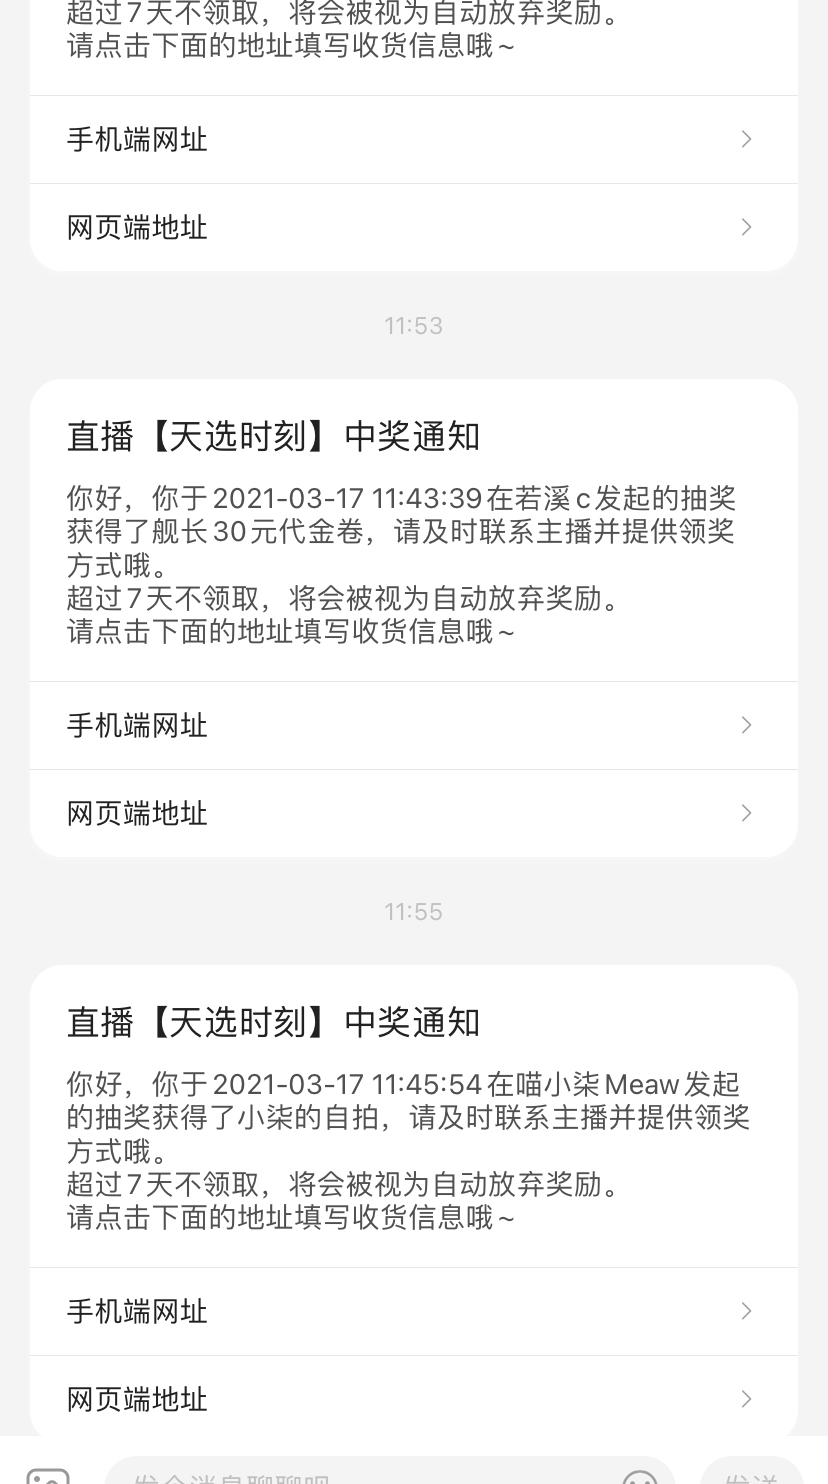 超过7天不领取，将会被视为自动放弃奖励。
请点击下面的地址填写收货信息哦~
手机端网址
网页端地址
11:53
直播【天选时刻】中奖通知
你好，你于2021-03-17 11:43:39在若溪c发起的抽奖
获得了舰长30元代金卷，请及时联系主播并提供领奖
方式哦。
超过7天不领取，将会被视为自动放弃奖励。
请点击下面的地址填写收货信息哦~
手机端网址
网页端地址
11:55
直播【天选时刻】中奖通知
你好，你于2021-03-17 11:45:54在喵小柒Meaw发起
的抽奖获得了小柒的自拍，请及时联系主播并提供领奖
方式哦。
超过7天不领取，将会被视为自动放弃奖励。
请点击下面的地址填写收货信息哦~
手机端网址
网页端地址
发个消息聊聊呗
发送